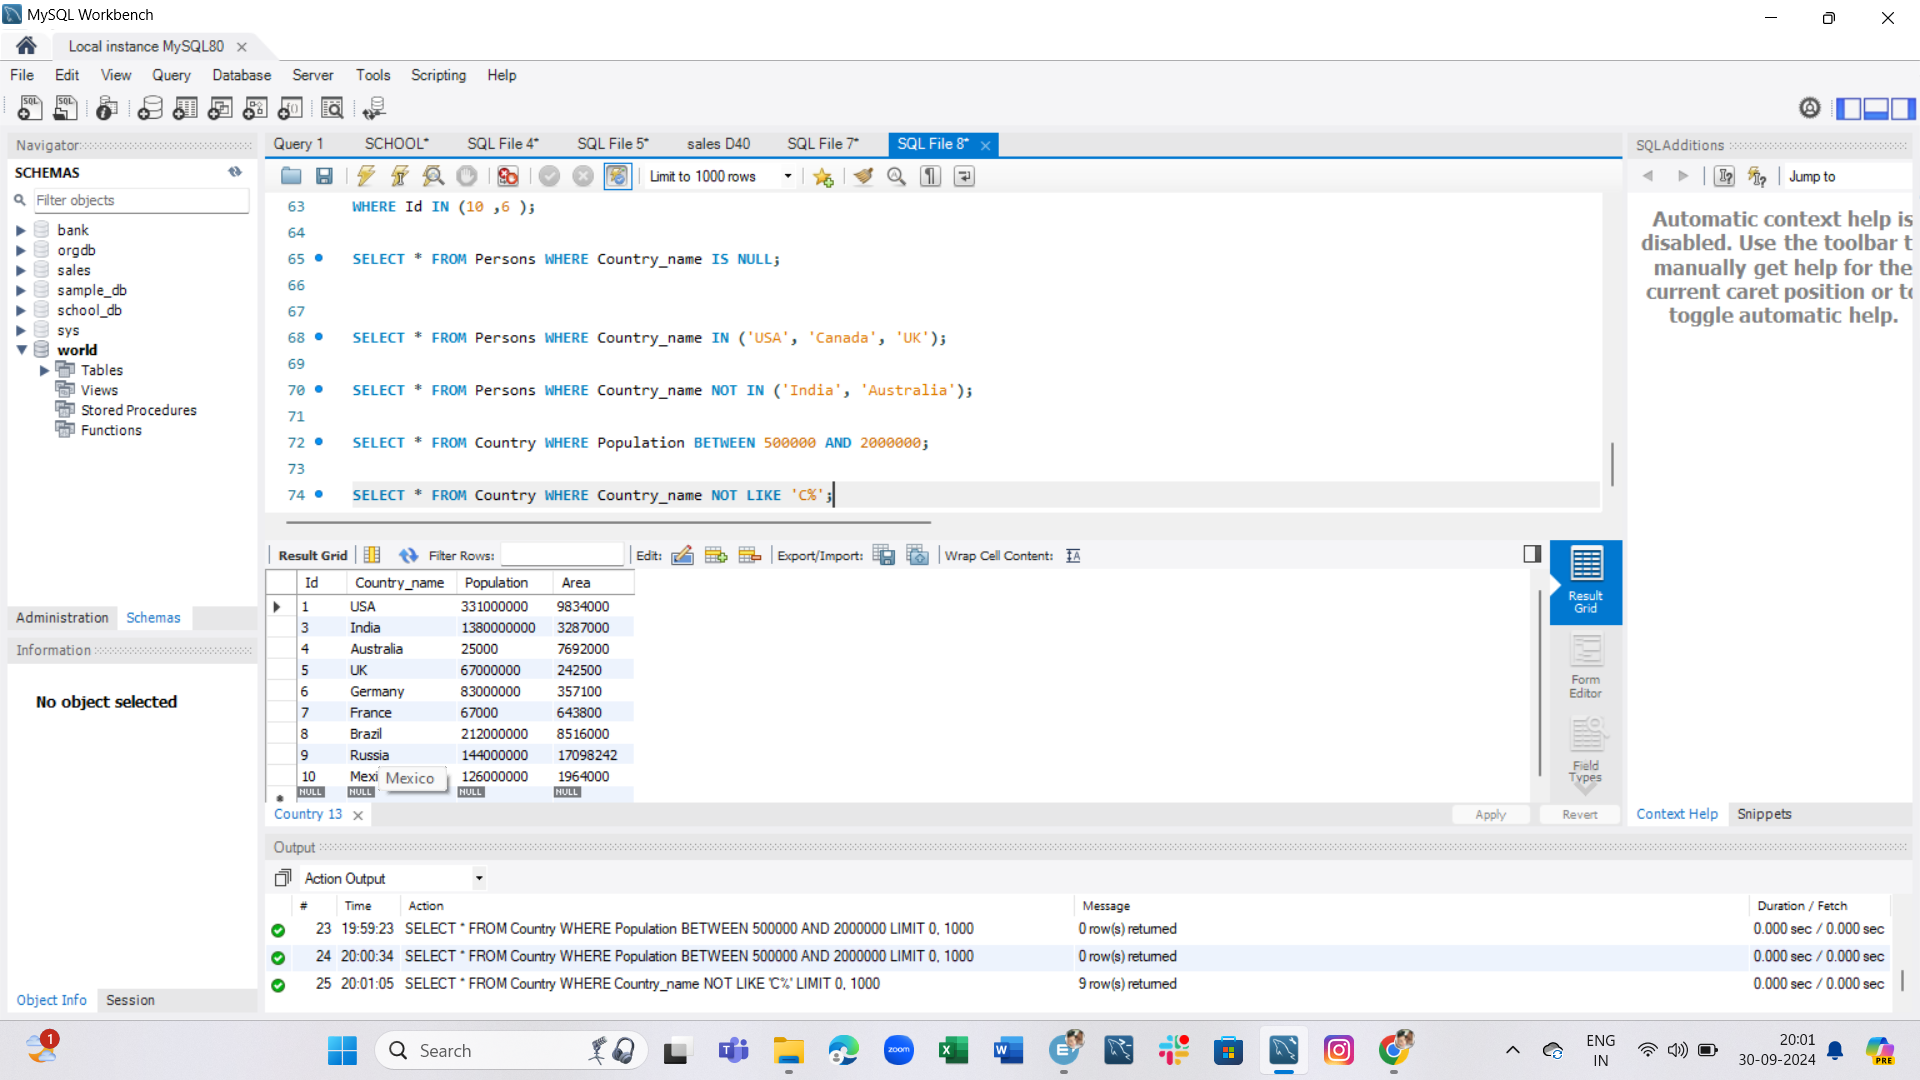 MySQL Workbench
Local instance MySQL80
File Edit View Query Database Server Tools Scripting Help
Navigator
SCHEMAS
Filter objects
bank
orgdb
sales
sample_db
school_db
sys
world
Tables
Views
Stored Procedures
Functions
Administration Schemas
Information
No object selected
Object Info Session
Query 1 SCHOOL* SQL File 4* SQL File 5* sales D40 SQL File 7* SQL File 8*
Limit to 1000 rows
63 WHERE Id IN (10 ,6 );
64
65 SELECT * FROM Persons WHERE Country_name IS NULL;
66
67
68 SELECT * FROM Persons WHERE Country_name IN ('USA', 'Canada', 'UK');
69
70 SELECT * FROM Persons WHERE Country_name NOT IN ('India', 'Australia');
71
72 SELECT * FROM Country WHERE Population BETWEEN 500000 AND 2000000;
73
74 SELECT * FROM Country WHERE Country_name NOT LIKE 'C%';
Result Grid Filter Rows: Edit: Export/Import: Wrap Cell Content:
Id Country_name Population Area
1 USA 331000000 9834000
3 India 1380000000 3287000
4 Australia 25000 7692000
5 UK 67000000 242500
6 Germany 83000000 357100
7 France 67000 643800
8 Brazil 212000000 8516000
9 Russia 144000000 17098242
10 Mexi 126000000 1964000
Mexico
NULL NULL NULL NULL
Result
Grid
Form
Editor
Field
Types
Country 13 Apply Revert
SQLAdditions
Jump to
Automatic context help is
disabled. Use the toolbar t
manually get help for the
current caret position or to
toggle automatic help.
Context Help Snippets
Output
Action Output
# Time Action Message Duration / Fetch
23 19:59:23 SELECT * FROM Country WHERE Population BETWEEN 500000 AND 2000000 LIMIT 0, 1000 0 row(s) returned 0.000 sec / 0.000 sec
24 20:00:34 SELECT * FROM Country WHERE Population BETWEEN 500000 AND 2000000 LIMIT 0, 1000 0 row(s) returned 0.000 sec / 0.000 sec
25 20:01:05 SELECT * FROM Country WHERE Country_name NOT LIKE 'C%' LIMIT 0, 1000 9 row(s) returned 0.000 sec / 0.000 sec
1
Search
zoom
ENG
IN
20:01
30-09-2024
PRE